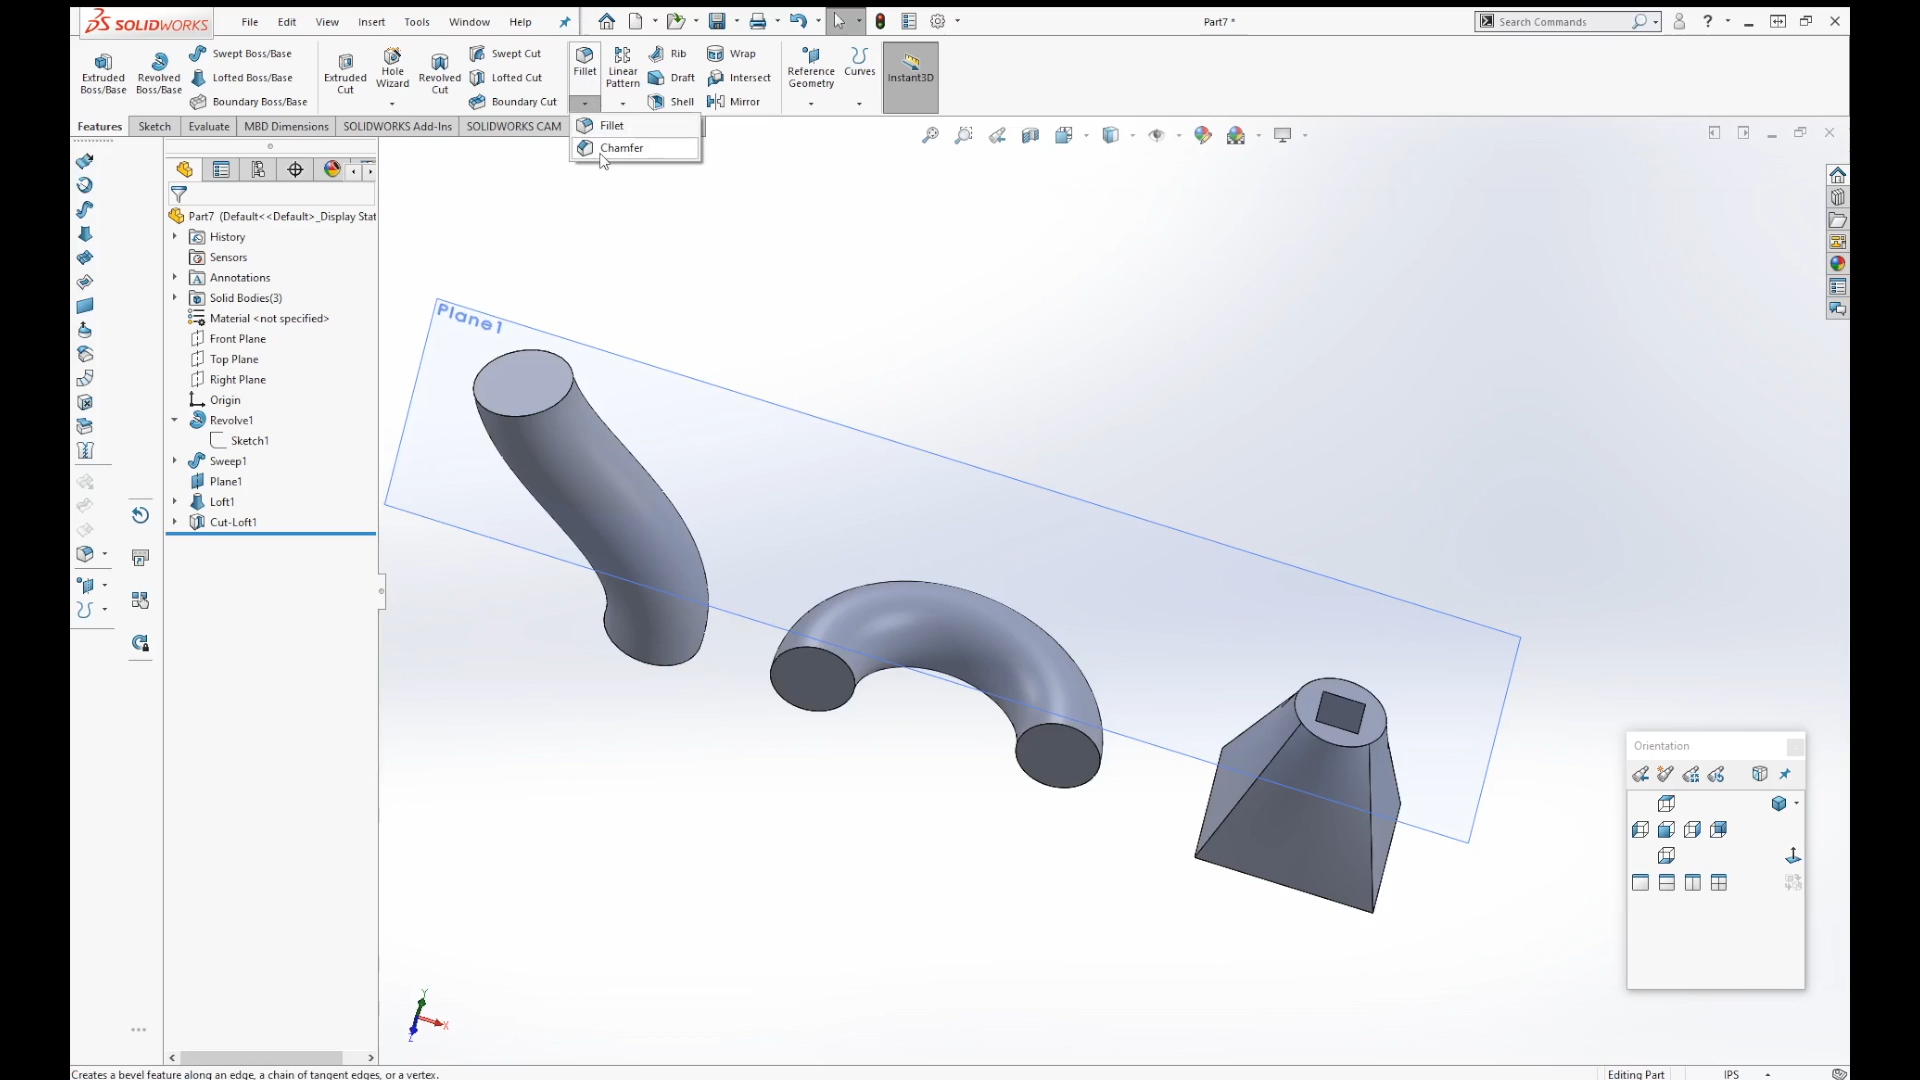 SOLIDWORKS
File Edit View Insert Tools Window Help
Part7 *
Search Commands
Extruded Boss/Base
Revolved Boss/Base
Swept Boss/Base
Lofted Boss/Base
Boundary Boss/Base
Extruded Cut
Hole Wizard
Revolved Cut
Swept Cut
Lofted Cut
Boundary Cut
Fillet
Linear Pattern
Rib
Draft
Shell
Wrap
Intersect
Mirror
Reference Geometry
Curves
Instant3D
Features Sketch Evaluate MBD Dimensions SOLIDWORKS Add-Ins SOLIDWORKS CAM
Fillet
Chamfer
Part7 (Default<<Default>_Display Stat
History
Sensors
Annotations
Solid Bodies(3)
Material <not specified>
Front Plane
Top Plane
Right Plane
Origin
Revolve1
Sketch1
Sweep1
Plane1
Loft1
Cut-Loft1
Plane1
Orientation
Y
X
Z
Creates a bevel feature along an edge, a chain of tangent edges, or a vertex.
Editing Part
IPS